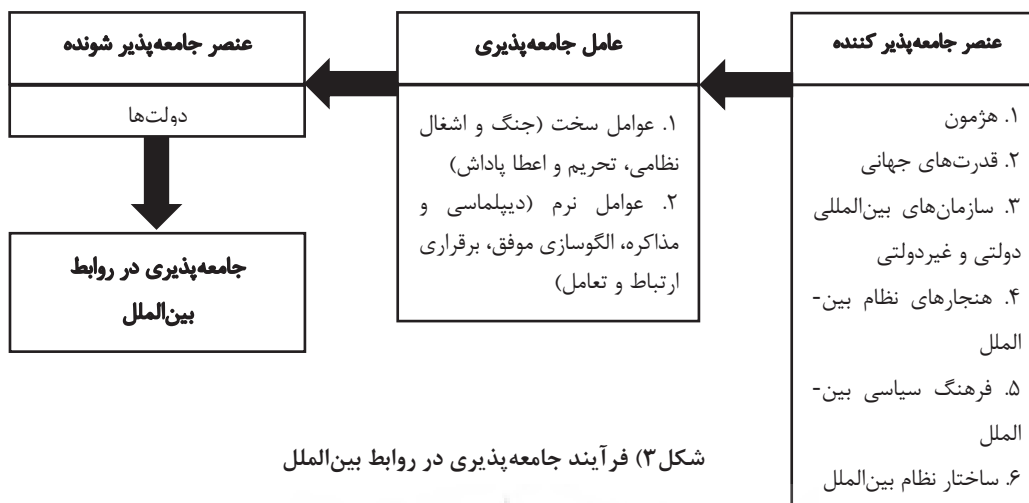 عنصر جامعه‌پذیر کننده
۱. هژمون
۲. قدرت‌های جهانی
۳. سازمان‌های بین‌المللی
دولتی و غیردولتی
۴. هنجارهای نظام بین-
الملل
۵. فرهنگ سیاسی بین-
الملل
۶. ساختار نظام بین‌الملل
عامل جامعه‌پذیری
۱. عوامل سخت (جنگ و اشغال
نظامی، تحریم و اعطا پاداش)
۲. عوامل نرم (دیپلماسی و
مذاکره، الگوسازی موفق، برقراری
ارتباط و تعامل)
عنصر جامعه‌پذیر شونده
دولت‌ها
جامعه‌پذیری در روابط
بین‌الملل
شکل۳) فرآیند جامعه‌پذیری در روابط بین‌الملل